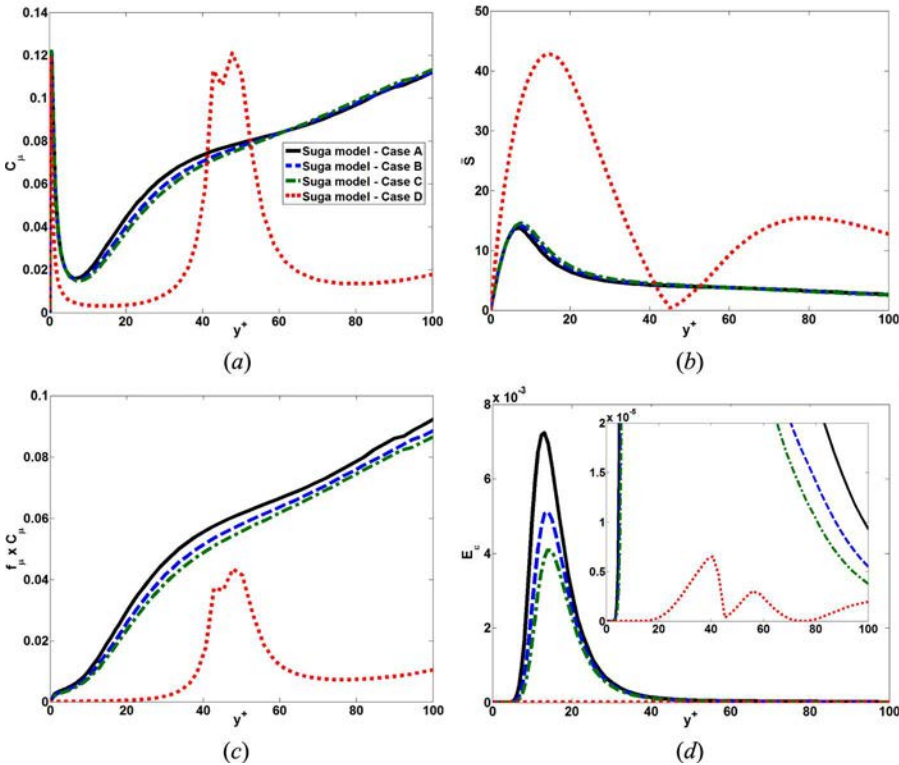 0.14
0.12
0.1
0.08
0.06
0.04
0.02
0
C_μ
Suga model - Case A
Suga model - Case B
Suga model - Case C
Suga model - Case D
0 20 40 60 80 100
y⁺
(a)
50
40
30
20
10
0
S̄
0 20 40 60 80 100
y⁺
(b)
0.1
0.08
0.06
0.04
0.02
0
f_μ x C_μ
0 20 40 60 80 100
y⁺
(c)
8 x 10⁻³
6
4
2
0
E_ε
2 x 10⁻⁵
1.5
1
0.5
0
0 20 40 60 80 100
0 20 40 60 80 100
y⁺
(d)